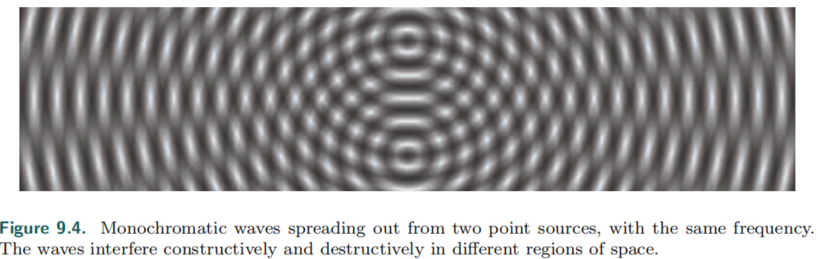 Figure 9.4. Monochromatic waves spreading out from two point sources, with the same frequency.
The waves interfere constructively and destructively in different regions of space.